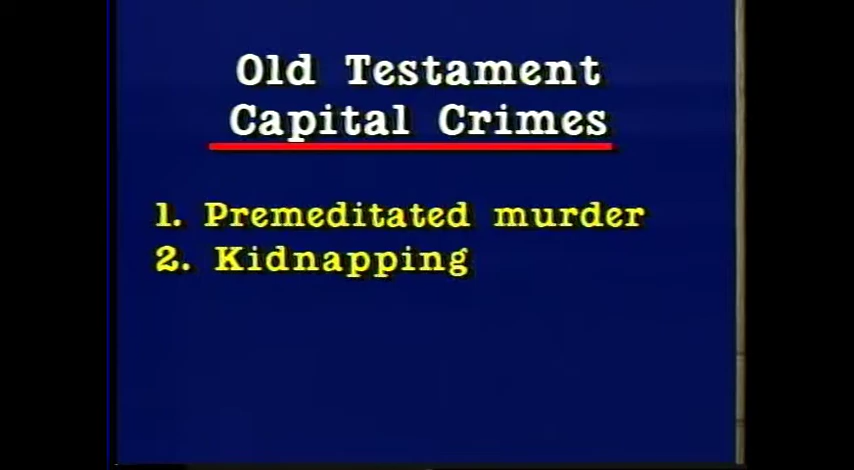 Old Testament
Capital Crimes
1. Premeditated murder
2. Kidnapping